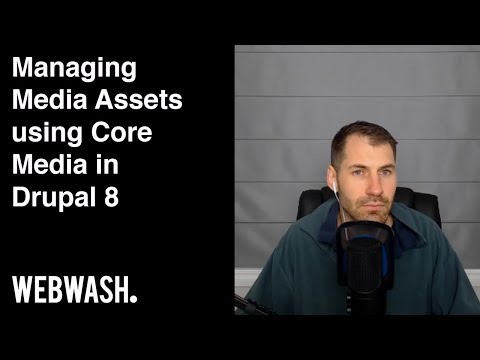 Managing
Media Assets
using Core
Media in
Drupal 8
WEBWASH.